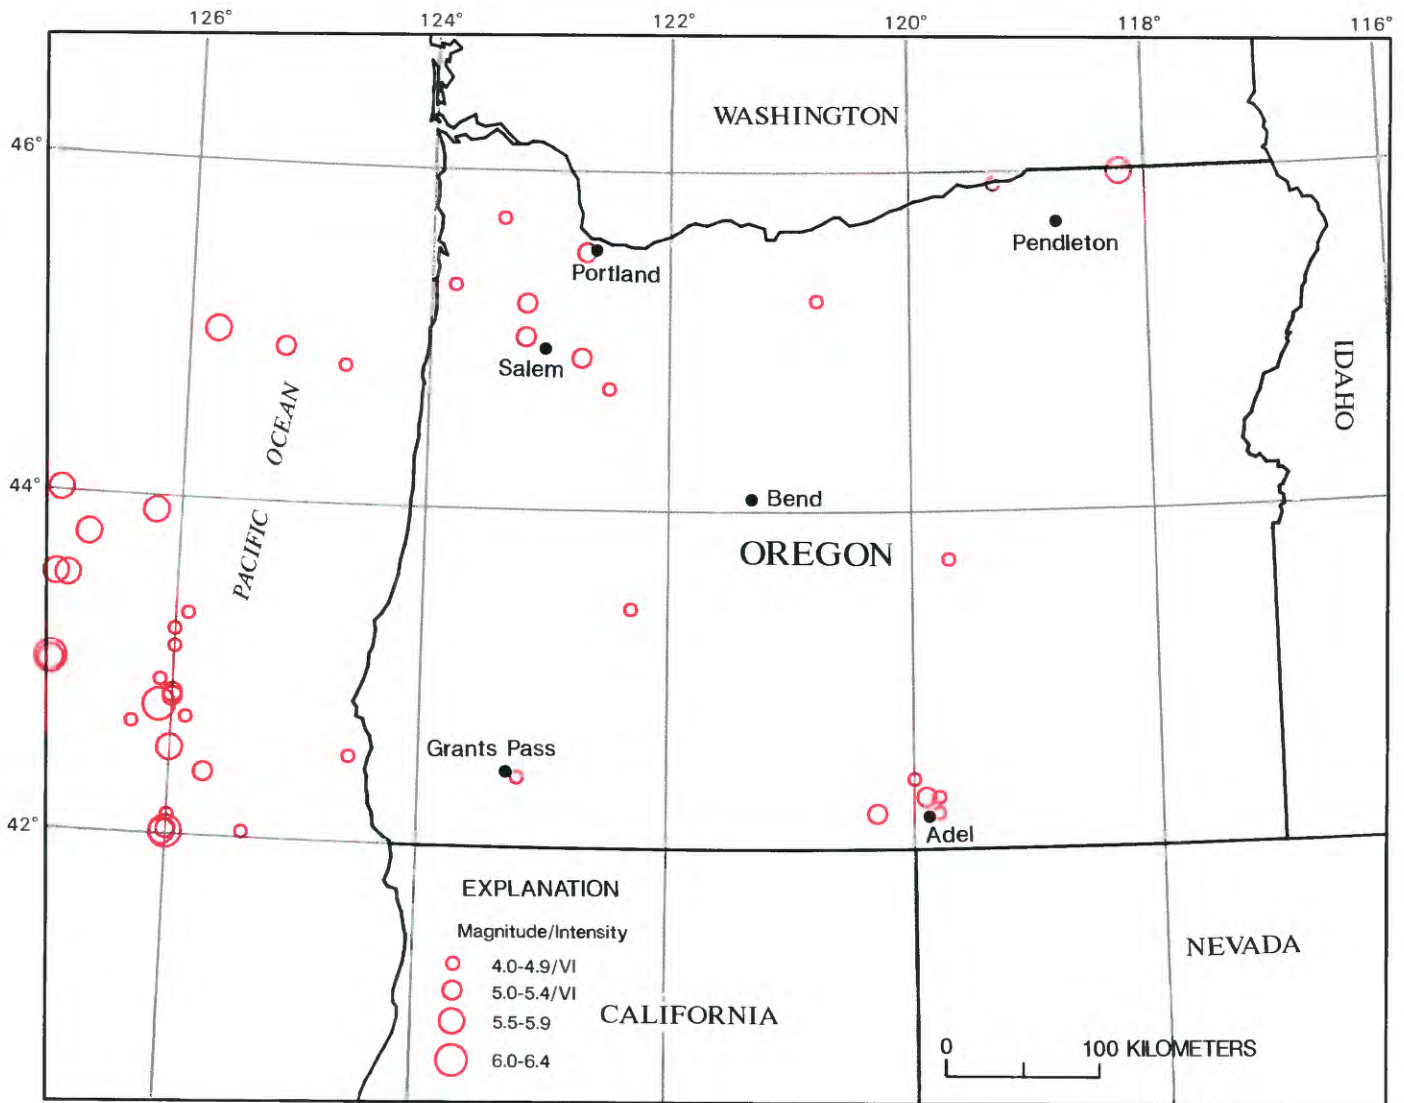 126° 124° 122° 120° 118° 116°
WASHINGTON
46°
Pendleton
Portland
IDAHO
Salem
PACIFIC OCEAN
44°
Bend
OREGON
Grants Pass
42°
Adel
EXPLANATION
Magnitude/Intensity
4.0-4.9/VI
5.0-5.4/VI
5.5-5.9
6.0-6.4
CALIFORNIA
NEVADA
0 100 KILOMETERS